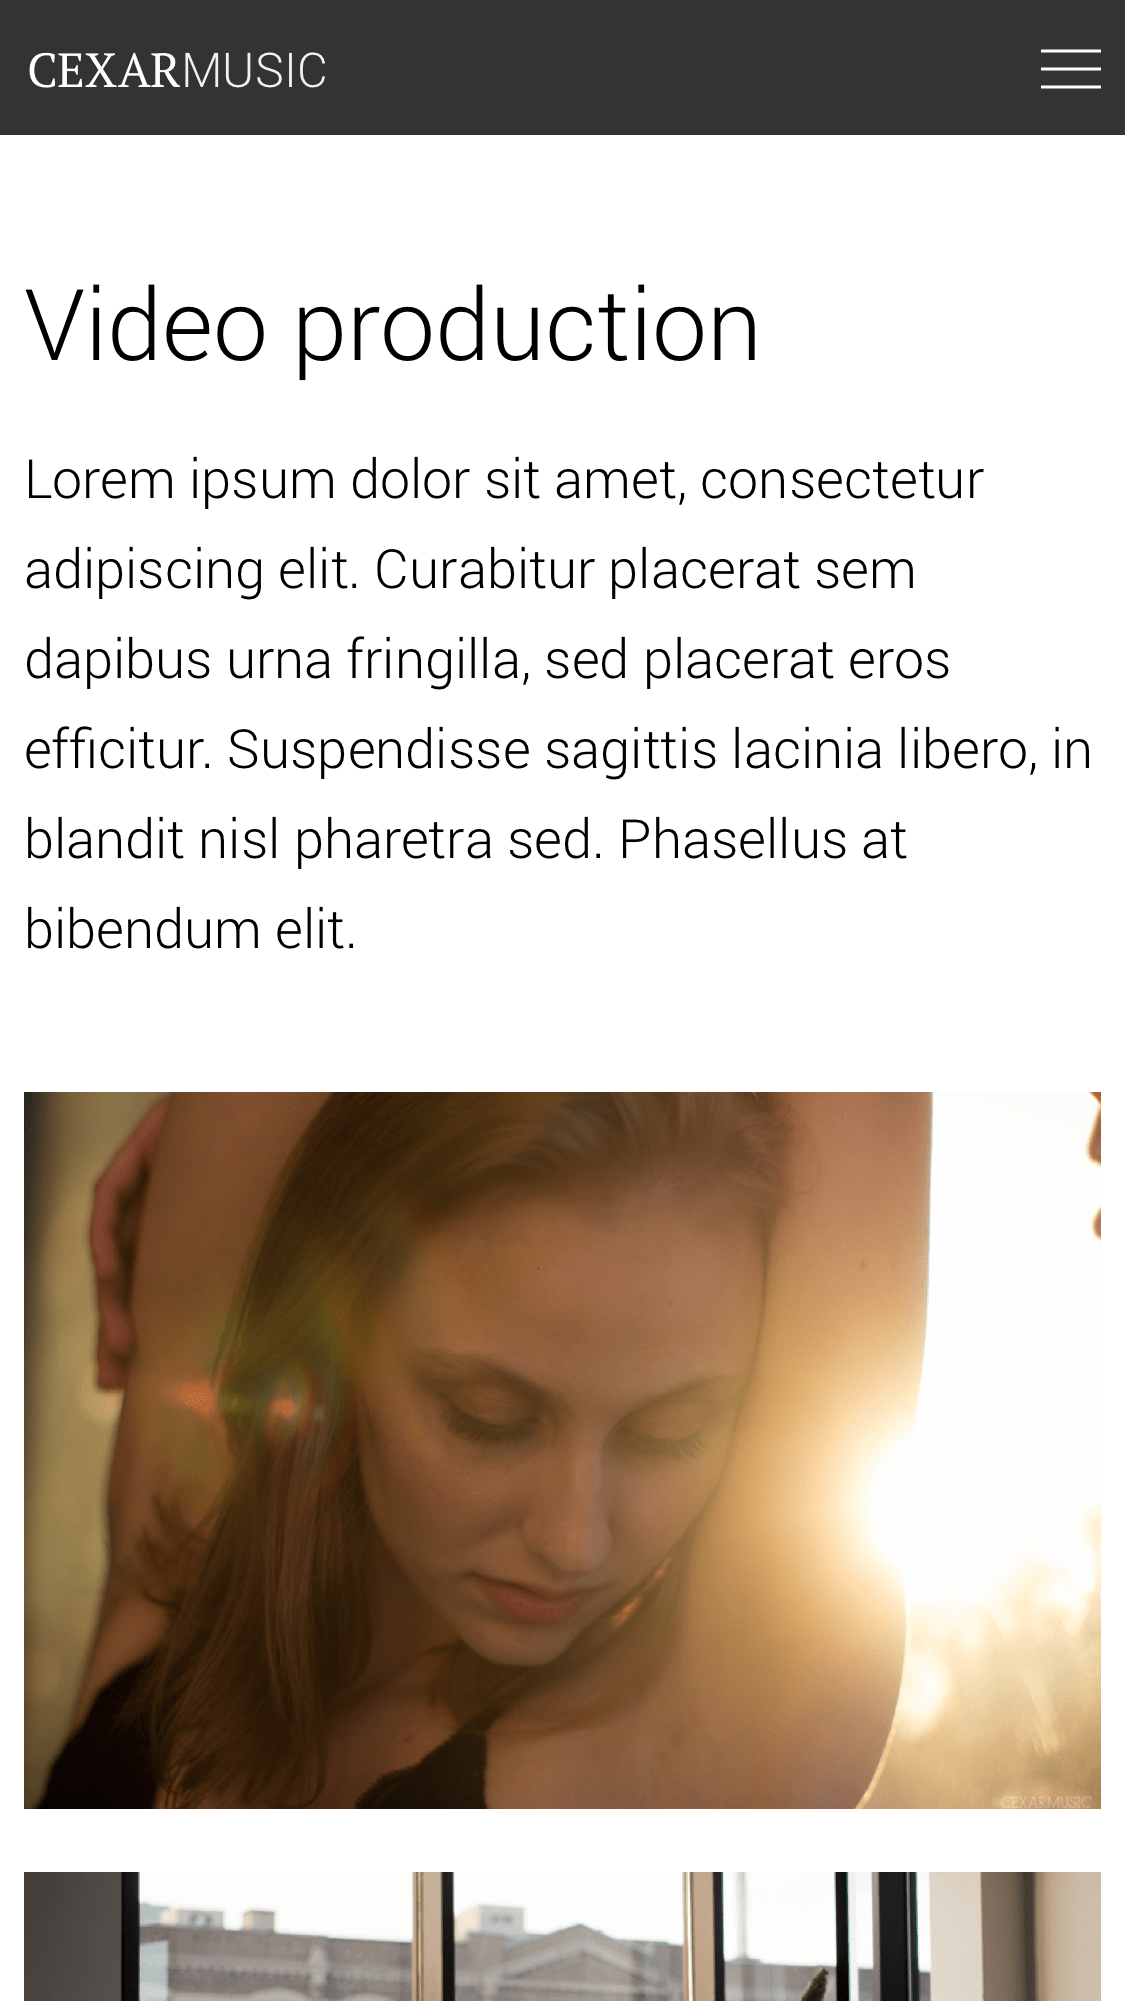 CEXARMUSIC
Video production
Lorem ipsum dolor sit amet, consectetur
adipiscing elit. Curabitur placerat sem
dapibus urna fringilla, sed placerat eros
efficitur. Suspendisse sagittis lacinia libero, in
blandit nisl pharetra sed. Phasellus at
bibendum elit.
©CEXARMUSIC